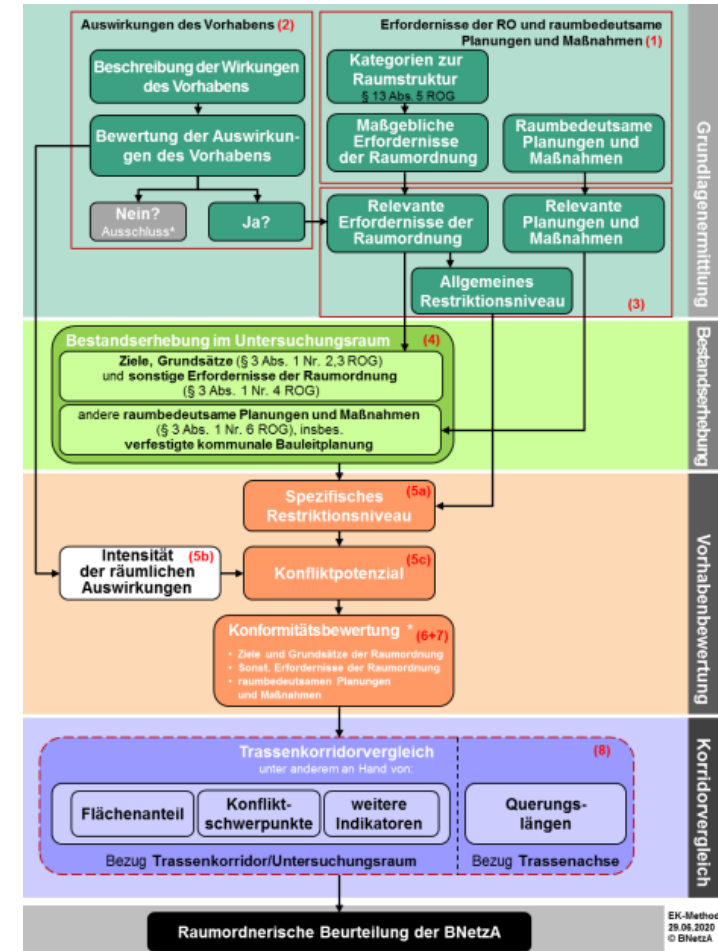 Auswirkungen des Vorhabens (2)
Beschreibung der Wirkungen
des Vorhabens
Bewertung der Auswirkun-
gen des Vorhabens
Nein?
Ausschluss*
Ja?
Erfordernisse der RO und raumbedeutsame
Planungen und Maßnahmen (1)
Kategorien zur
Raumstruktur
§ 13 Abs. 5 ROG
Maßgebliche
Erfordernisse
der Raumordnung
Raumbedeutsame
Planungen und
Maßnahmen
Relevante
Erfordernisse der
Raumordnung
Relevante
Planungen und
Maßnahmen
Allgemeines
Restriktionsniveau
(3)
Grundlagenermittlung
Bestandserhebung im Untersuchungsraum (4)
Ziele, Grundsätze (§ 3 Abs. 1 Nr. 2,3 ROG)
und sonstige Erfordernisse der Raumordnung
(§ 3 Abs. 1 Nr. 4 ROG)
andere raumbedeutsame Planungen und Maßnahmen
(§ 3 Abs. 1 Nr. 6 ROG), insbes.
verfestigte kommunale Bauleitplanung
Bestandserhebung
Spezifisches (5a)
Restriktionsniveau
Intensität (5b)
der räumlichen
Auswirkungen
Konfliktpotenzial (5c)
Konformitätsbewertung * (6+7)
• Ziele und Grundsätze der Raumordnung
• Sonst. Erfordernisse der Raumordnung
• raumbedeutsamen Planungen
und Maßnahmen
Vorhabenbewertung
Trassenkorridorvergleich (8)
unter anderem an Hand von:
Flächenanteil
Konflikt-
schwerpunkte
weitere
Indikatoren
Querungs-
längen
Bezug Trassenkorridor/Untersuchungsraum
Bezug Trassenachse
Korridorvergleich
Raumordnerische Beurteilung der BNetzA
EK-Method
29.06.2020
© BNetzA